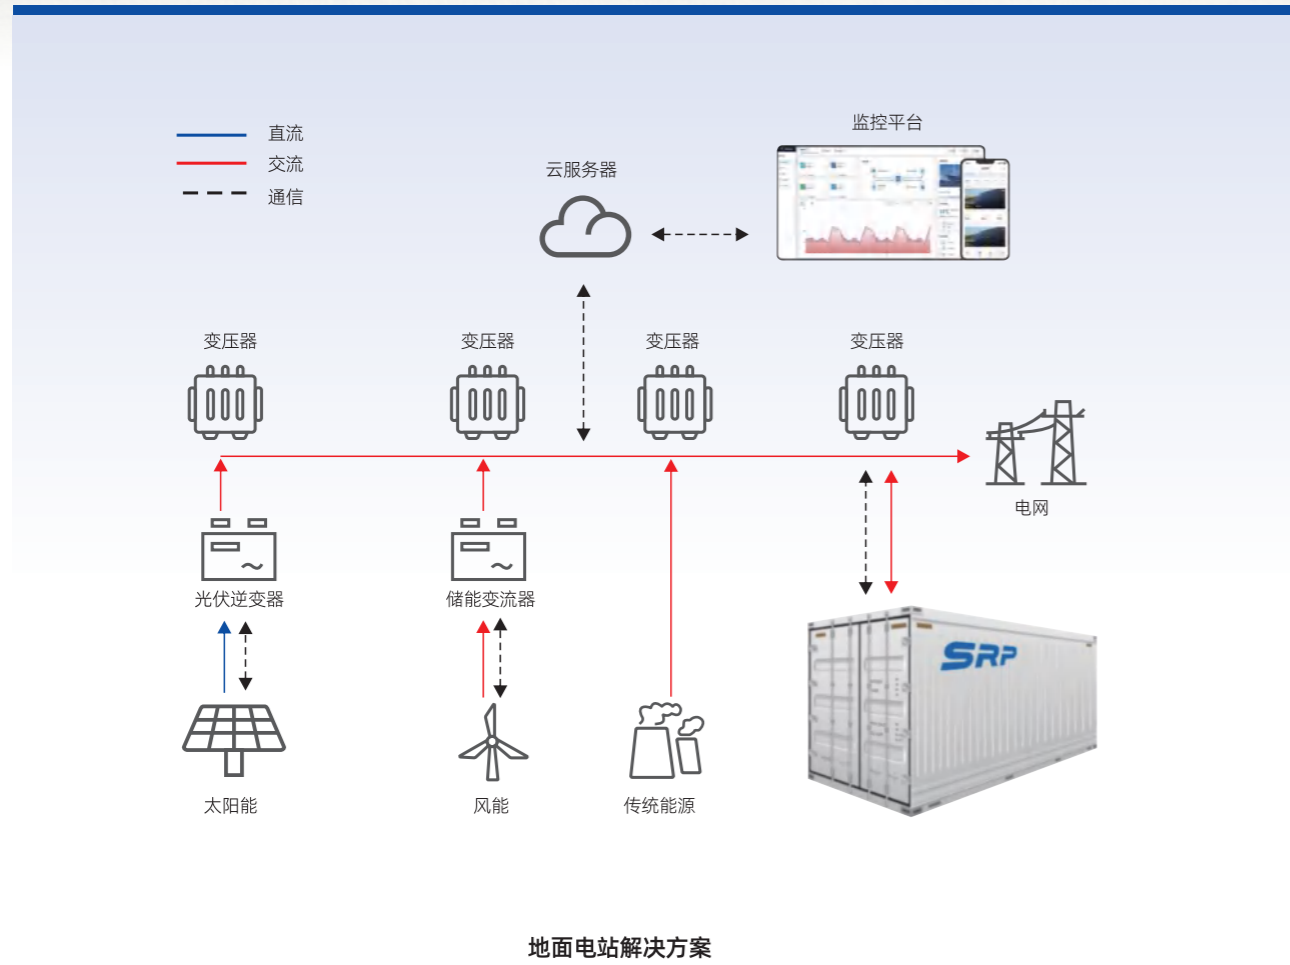 直流
交流
通信
监控平台
云服务器
变压器
变压器
变压器
变压器
电网
光伏逆变器
储能变流器
SRP
太阳能
风能
传统能源
地面电站解决方案